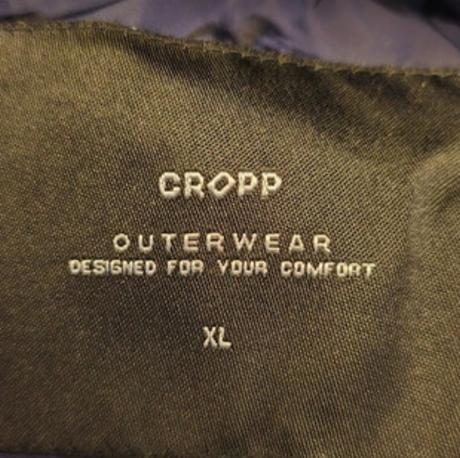 CROPP
OUTERWEAR
DESIGNED FOR YOUR COMFORT
XL